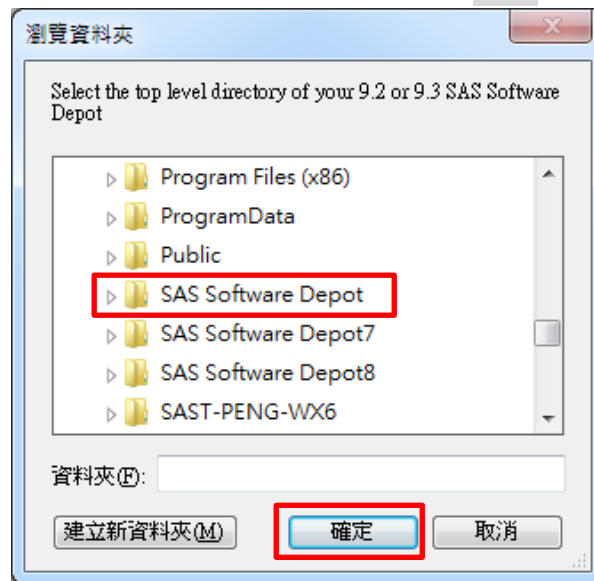 瀏覽資料夾
Select the top level directory of your 9.2 or 9.3 SAS Software
Depot
Program Files (x86)
ProgramData
Public
SAS Software Depot
SAS Software Depot7
SAS Software Depot8
SAST-PENG-WX6
資料夾(F):
建立新資料夾(M) 確定 取消